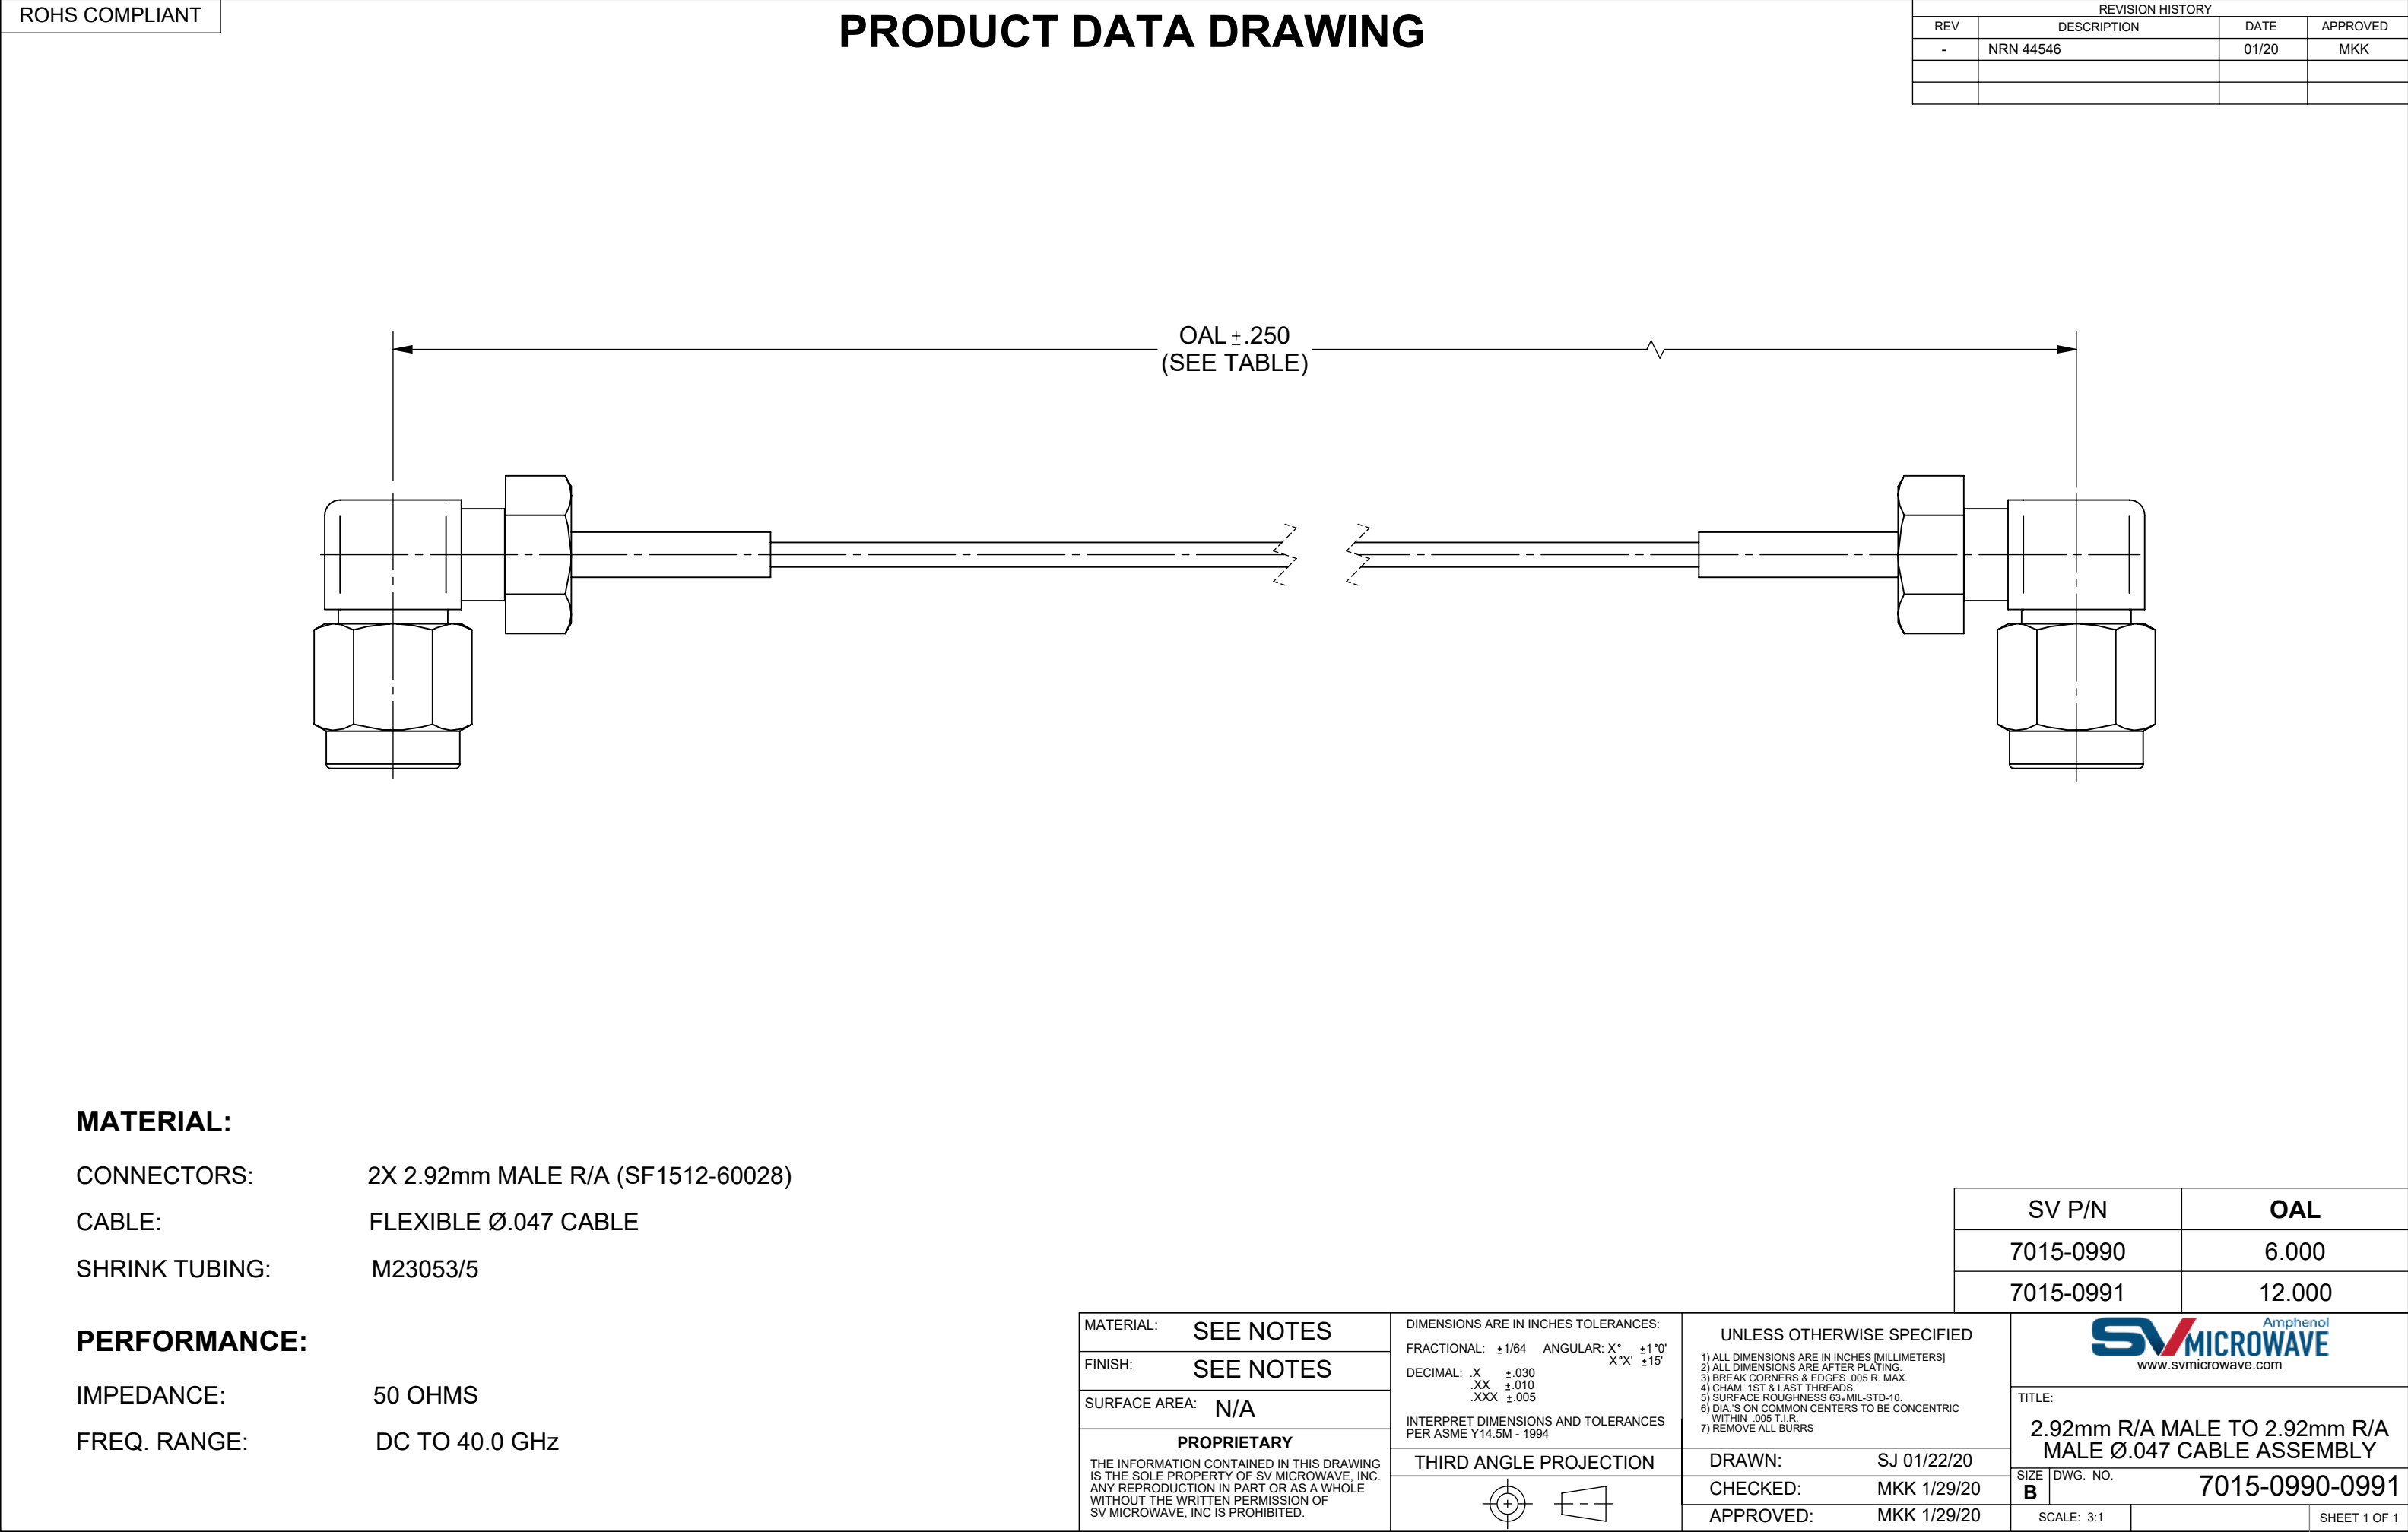 ROHS COMPLIANT
PRODUCT DATA DRAWING
REVISION HISTORY
REV DESCRIPTION DATE APPROVED
- NRN 44546 01/20 MKK
OAL ±.250
(SEE TABLE)
MATERIAL:
CONNECTORS: 2X 2.92mm MALE R/A (SF1512-60028)
CABLE: FLEXIBLE Ø.047 CABLE
SHRINK TUBING: M23053/5
PERFORMANCE:
IMPEDANCE: 50 OHMS
FREQ. RANGE: DC TO 40.0 GHz
SV P/N OAL
7015-0990 6.000
7015-0991 12.000
MATERIAL: SEE NOTES
FINISH: SEE NOTES
SURFACE AREA: N/A
PROPRIETARY
THE INFORMATION CONTAINED IN THIS DRAWING
IS THE SOLE PROPERTY OF SV MICROWAVE, INC.
ANY REPRODUCTION IN PART OR AS A WHOLE
WITHOUT THE WRITTEN PERMISSION OF
SV MICROWAVE, INC IS PROHIBITED.
DIMENSIONS ARE IN INCHES TOLERANCES:
FRACTIONAL: ±1/64 ANGULAR: X° ±1°0'
X°X' ±15'
DECIMAL: .X ±.030
.XX ±.010
.XXX ±.005
INTERPRET DIMENSIONS AND TOLERANCES
PER ASME Y14.5M - 1994
THIRD ANGLE PROJECTION
UNLESS OTHERWISE SPECIFIED
1) ALL DIMENSIONS ARE IN INCHES [MILLIMETERS]
2) ALL DIMENSIONS ARE AFTER PLATING.
3) BREAK CORNERS & EDGES .005 R. MAX.
4) CHAM. 1ST & LAST THREADS.
5) SURFACE ROUGHNESS 63 MIL-STD-10.
6) DIA.'S ON COMMON CENTERS TO BE CONCENTRIC
WITHIN .005 T.I.R.
7) REMOVE ALL BURRS
DRAWN: SJ 01/22/20
CHECKED: MKK 1/29/20
APPROVED: MKK 1/29/20
Amphenol
SV MICROWAVE
www.svmicrowave.com
TITLE:
2.92mm R/A MALE TO 2.92mm R/A
MALE Ø.047 CABLE ASSEMBLY
SIZE B DWG. NO. 7015-0990-0991
SCALE: 3:1 SHEET 1 OF 1